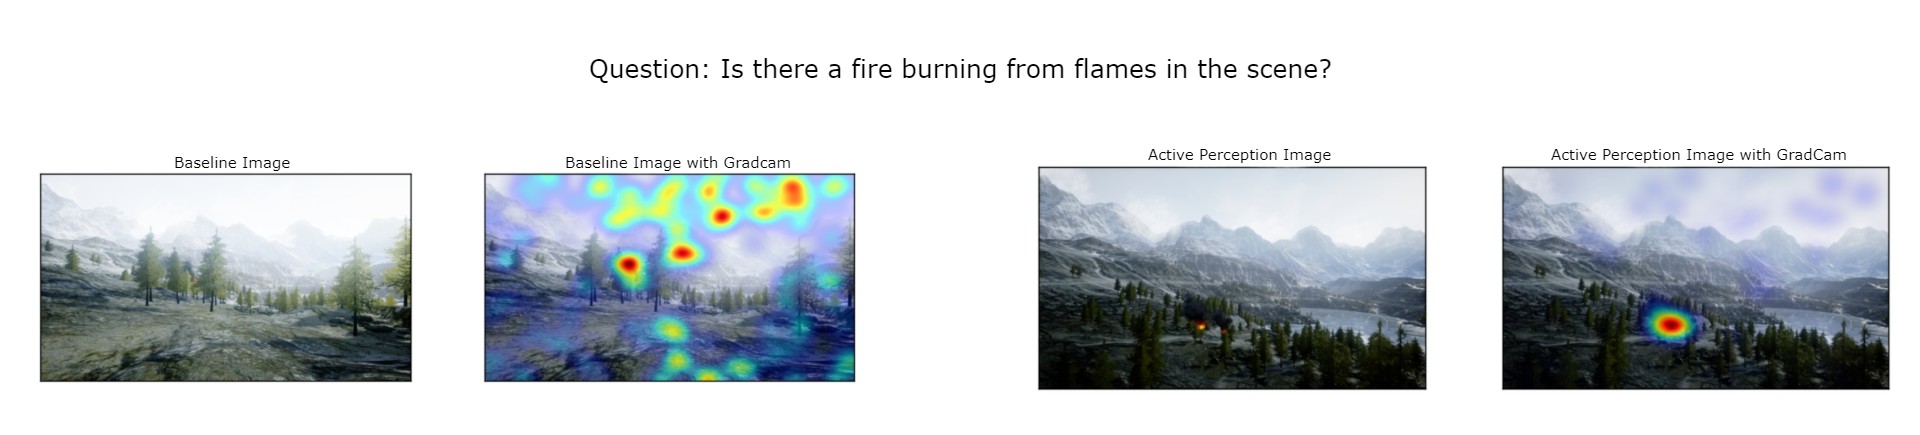 Question: Is there a fire burning from flames in the scene?
Baseline Image
Baseline Image with Gradcam
Active Perception Image
Active Perception Image with GradCam